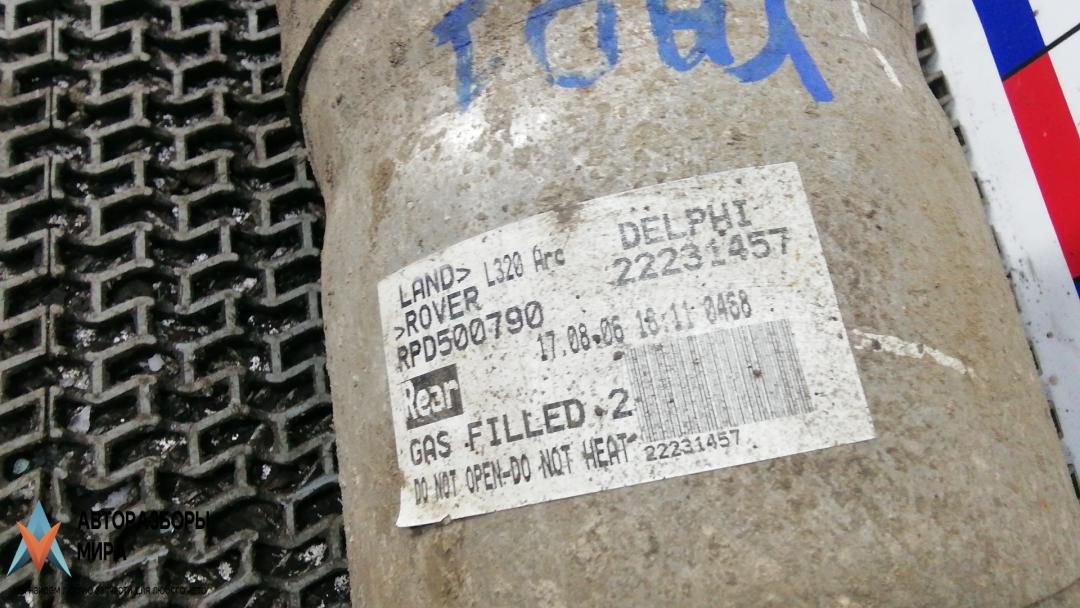 LAND> L320 Arc
>ROVER
RPD500790
DELPHI
22231457
17.08.06 16:11 0468
Rear
GAS FILLED 2
DO NOT OPEN-DO NOT HEAT
22231457
АВТОРАЗБОРЫ
МИРА